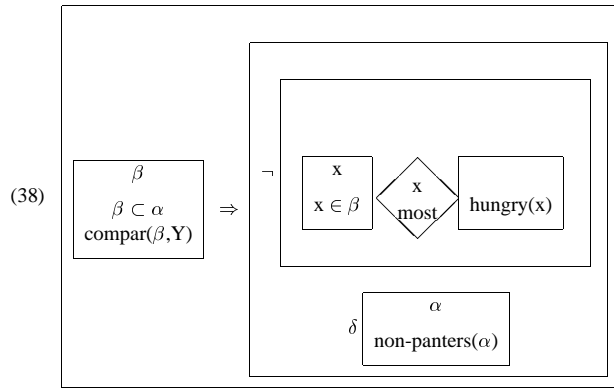 (38)
β
β ⊂ α
compar(β,Y)
⇒
¬
x
x ∈ β
x
most
hungry(x)
δ
α
non-panters(α)